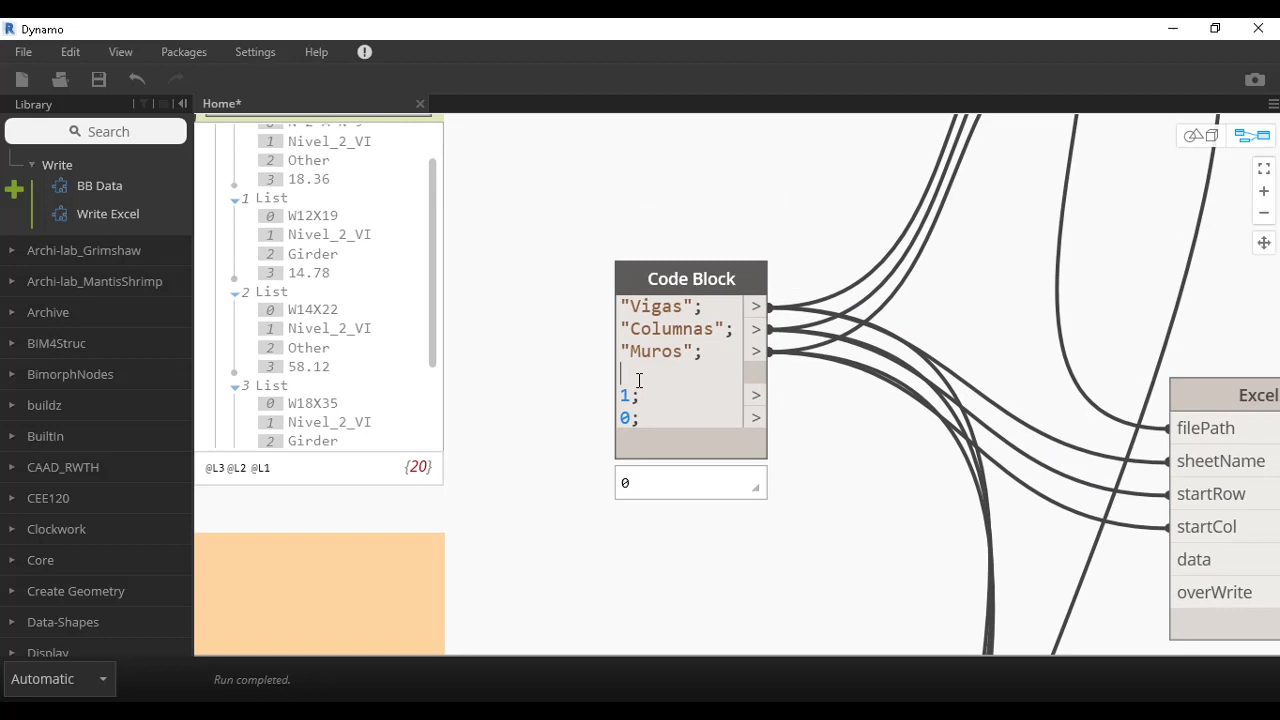 Dynamo
File Edit View Packages Settings Help
Library
Home*
Search
Write
BB Data
Write Excel
Archi-lab_Grimshaw
Archi-lab_MantisShrimp
Archive
BIM4Struc
BimorphNodes
buildz
BuiltIn
CAAD_RWTH
CEE120
Clockwork
Core
Create Geometry
Data-Shapes
Display
1 Nivel_2_VI
2 Other
3 18.36
1 List
0 W12X19
1 Nivel_2_VI
2 Girder
3 14.78
2 List
0 W14X22
1 Nivel_2_VI
2 Other
3 58.12
3 List
0 W18X35
1 Nivel_2_VI
2 Girder
@L3 @L2 @L1 {20}
Code Block
"Vigas"; >
"Columnas"; >
"Muros"; >
1; >
0; >
0
Excel
filePath
sheetName
startRow
startCol
data
overWrite
Automatic
Run completed.